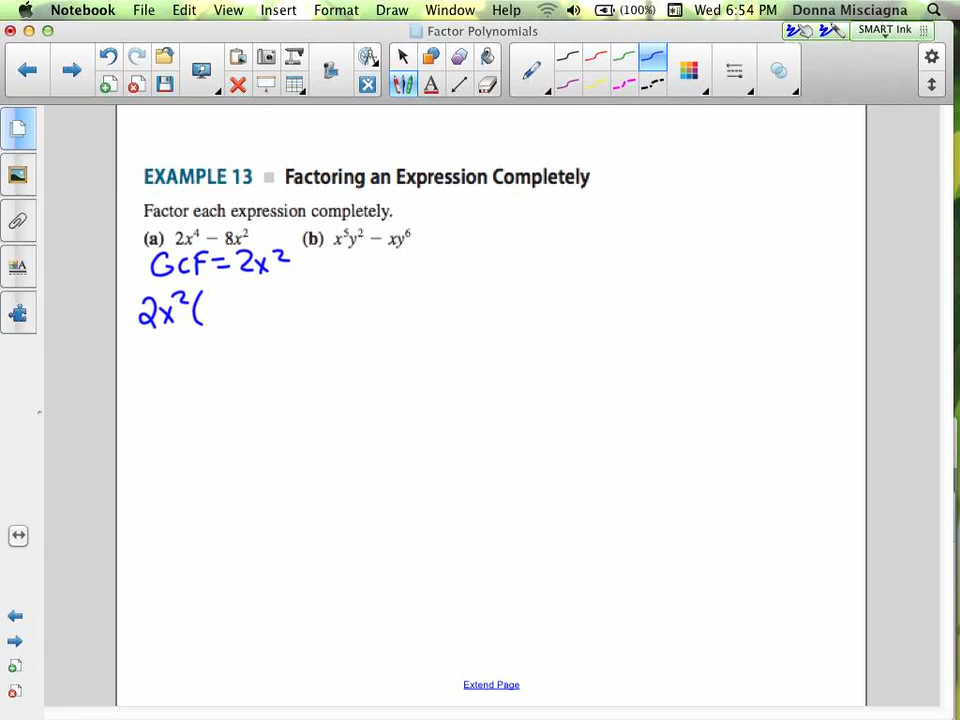 Notebook File Edit View Insert Format Draw Window Help (100%) Wed 6:54 PM Donna Misciagna
Factor Polynomials
SMART Ink
EXAMPLE 13 Factoring an Expression Completely
Factor each expression completely.
(a) 2x⁴ − 8x² (b) x⁵y² − xy⁶
GCF = 2x²
2x²(
Extend Page